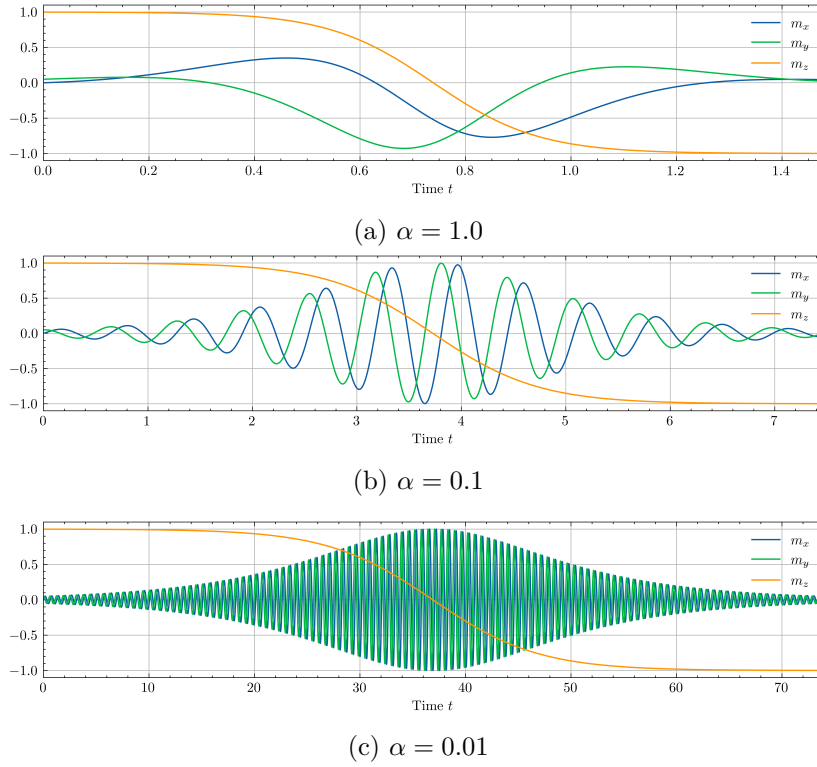 1.0
0.5
0.0
−0.5
−1.0
0.0 0.2 0.4 0.6 0.8 1.0 1.2 1.4
Time t
m_x
m_y
m_z
(a) α = 1.0
1.0
0.5
0.0
−0.5
−1.0
0 1 2 3 4 5 6 7
Time t
m_x
m_y
m_z
(b) α = 0.1
1.0
0.5
0.0
−0.5
−1.0
0 10 20 30 40 50 60 70
Time t
m_x
m_y
m_z
(c) α = 0.01